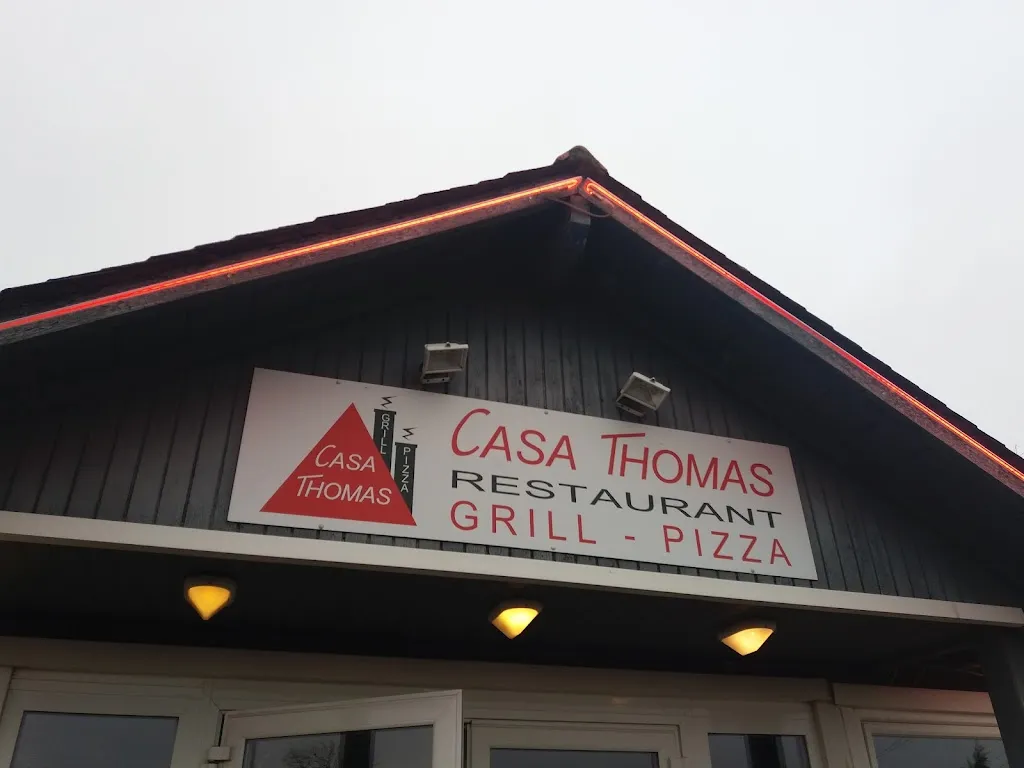 GRILL
PIZZA
CASA
THOMAS
CASA THOMAS
RESTAURANT
GRILL - PIZZA